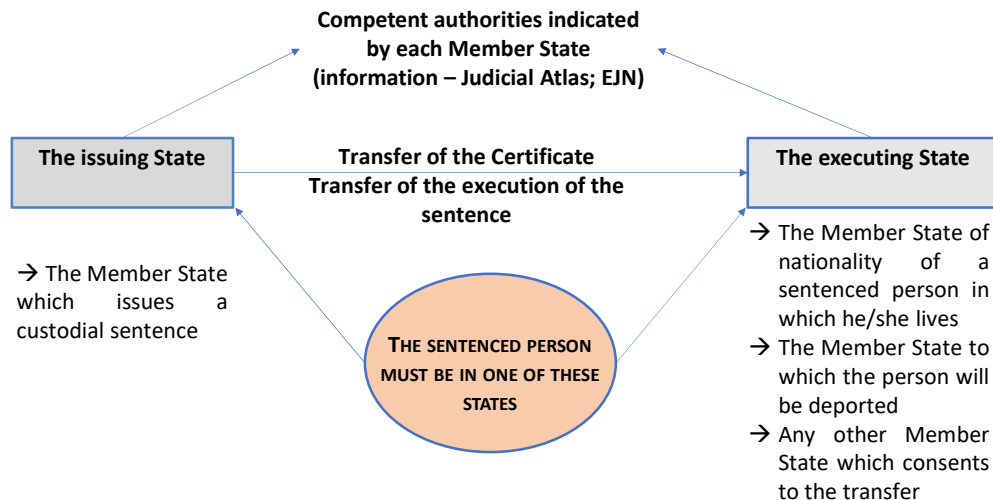 Competent authorities indicated
by each Member State
(information – Judicial Atlas; EJN)
The issuing State
Transfer of the Certificate
Transfer of the execution of the
sentence
The executing State
→ The Member State
which issues a
custodial sentence
THE SENTENCED PERSON
MUST BE IN ONE OF THESE
STATES
→ The Member State of
nationality of a
sentenced person in
which he/she lives
→ The Member State to
which the person will
be deported
→ Any other Member
State which consents
to the transfer